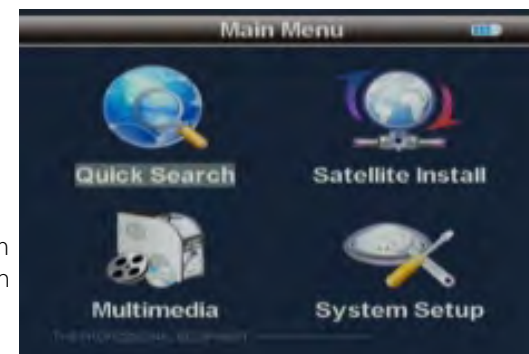 Main Menu
Quick Search
Satellite Install
n
n
Multimedia
System Setup